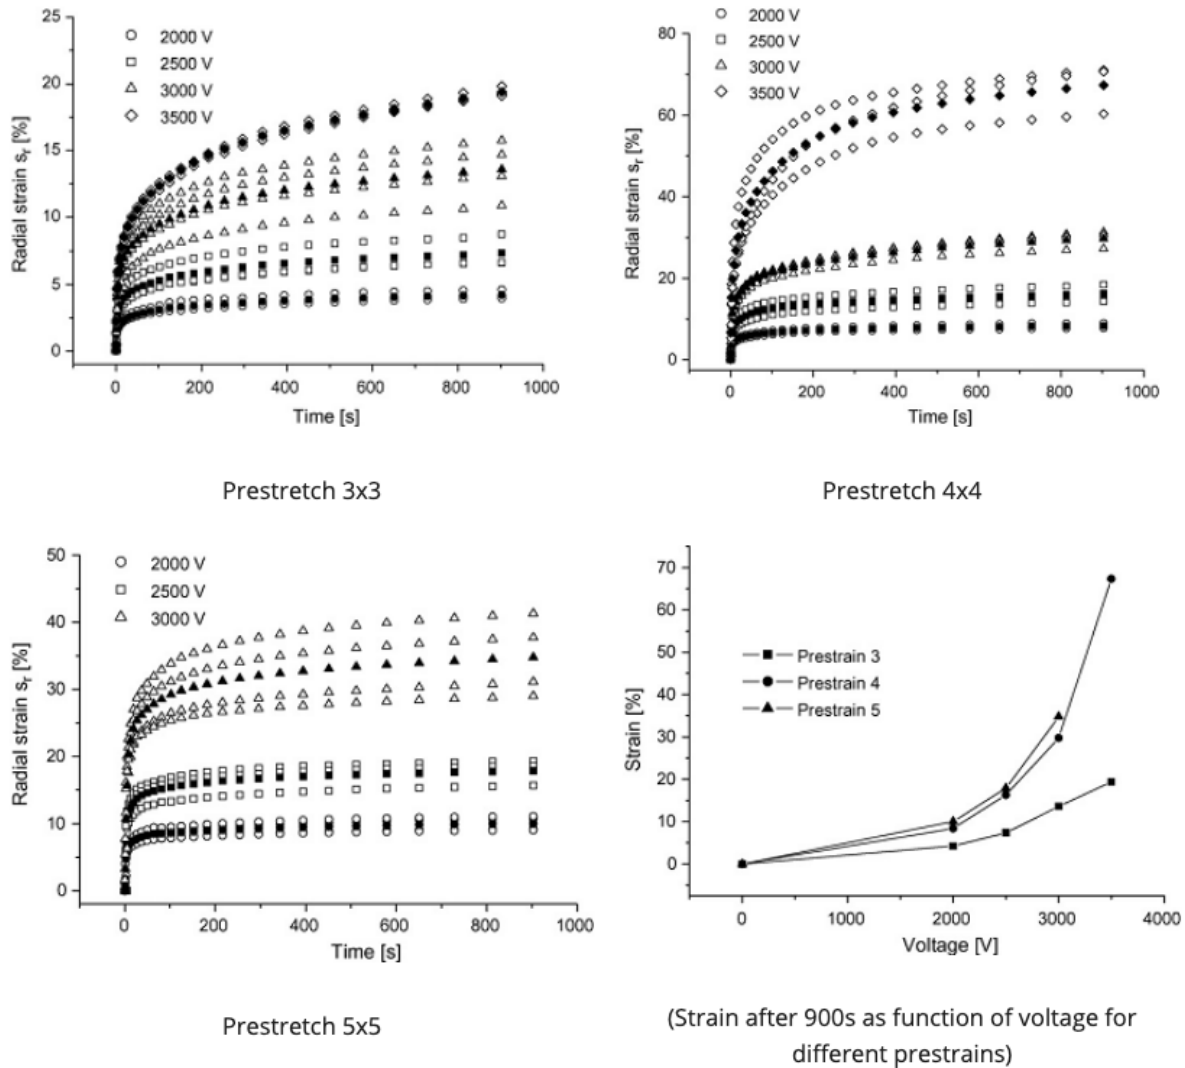 25
20
15
10
5
0
Radial strain sr [%]
2000 V
2500 V
3000 V
3500 V
0 200 400 600 800 1000
Time [s]
Prestretch 3x3
80
60
40
20
0
Radial strain sr [%]
2000 V
2500 V
3000 V
3500 V
0 200 400 600 800 1000
Time [s]
Prestretch 4x4
50
40
30
20
10
0
Radial strain sr [%]
2000 V
2500 V
3000 V
0 200 400 600 800 1000
Time [s]
Prestretch 5x5
70
60
50
40
30
20
10
0
Strain [%]
Prestrain 3
Prestrain 4
Prestrain 5
0 1000 2000 3000 4000
Voltage [V]
(Strain after 900s as function of voltage for
different prestrains)